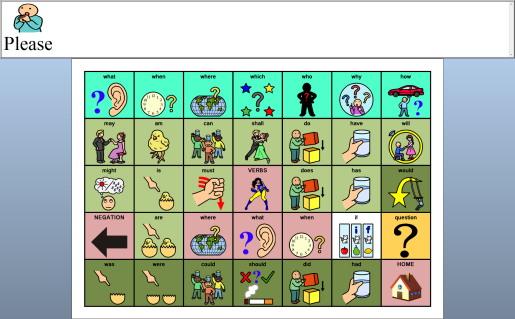 Please
what when where which who why how
may am can shall do have will
might is must VERBS does has would
NEGATION are where what when if question
was were could should did had HOME